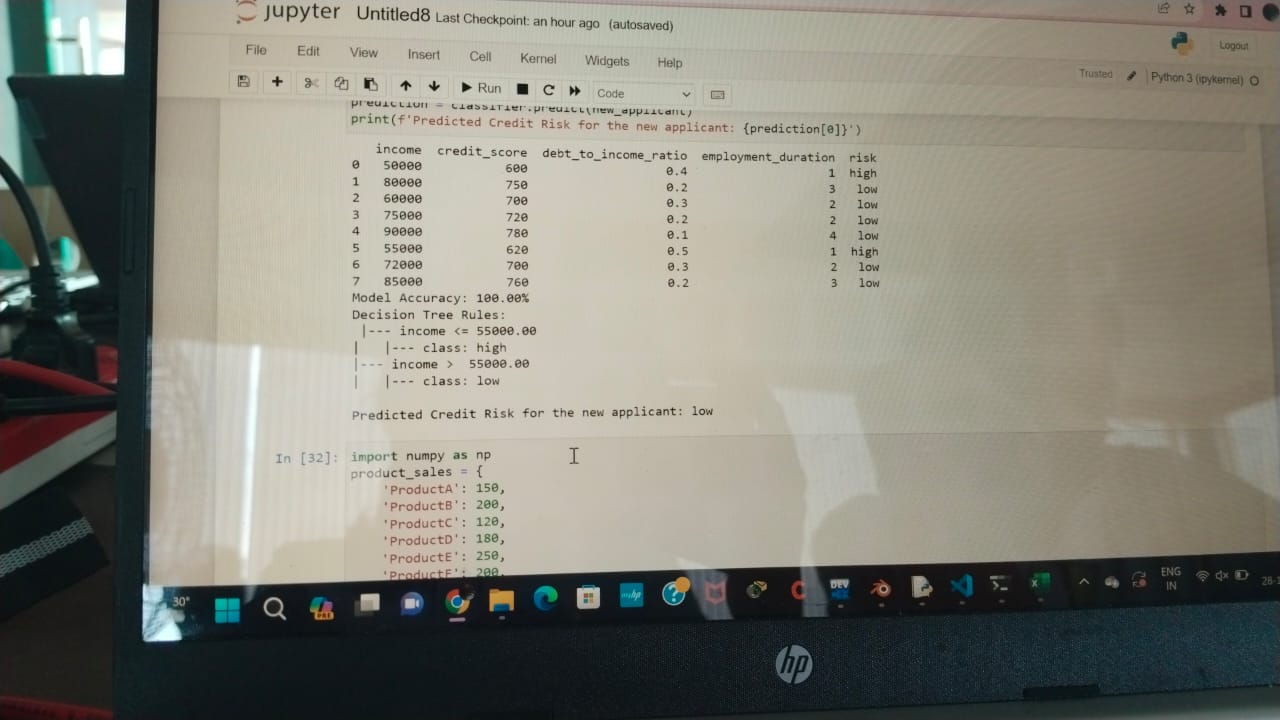 jupyter Untitled8 Last Checkpoint: an hour ago (autosaved)
Logout
File Edit View Insert Cell Kernel Widgets Help
Trusted Python 3 (ipykernel)
Run Code
prediction = classifier.predict(new_applicant)
print(f'Predicted Credit Risk for the new applicant: {prediction[0]}')
income credit_score debt_to_income_ratio employment_duration risk
0 50000 600 0.4 1 high
1 80000 750 0.2 3 low
2 60000 700 0.3 2 low
3 75000 720 0.2 2 low
4 90000 780 0.1 4 low
5 55000 620 0.5 1 high
6 72000 700 0.3 2 low
7 85000 760 0.2 3 low
Model Accuracy: 100.00%
Decision Tree Rules:
|--- income <= 55000.00
|   |--- class: high
|--- income >  55000.00
|   |--- class: low
Predicted Credit Risk for the new applicant: low
In [32]: import numpy as np
product_sales = {
'ProductA': 150,
'ProductB': 200,
'ProductC': 120,
'ProductD': 180,
'ProductE': 250,
'ProductF': 200,
30°
PRE
myhp
DEV
ENG
IN
28-
hp